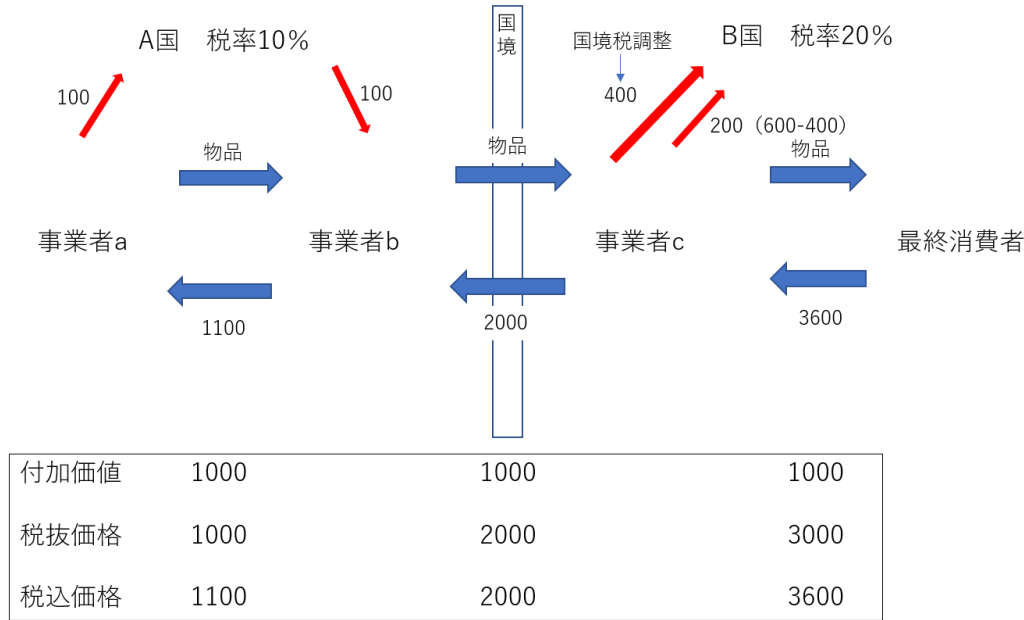 A国 税率10%
国境
国境税調整
B国 税率20%
100
100
400
200（600-400）
物品
物品
物品
事業者a
事業者b
事業者c
最終消費者
1100
2000
3600
付加価値 1000 1000 1000
税抜価格 1000 2000 3000
税込価格 1100 2000 3600